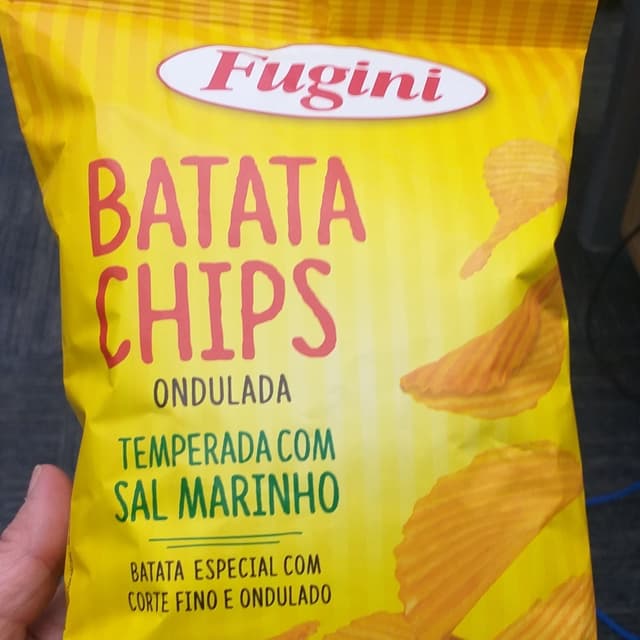 Fugini
BATATA
CHIPS
ONDULADA
TEMPERADA COM
SAL MARINHO
BATATA ESPECIAL COM
CORTE FINO E ONDULADO